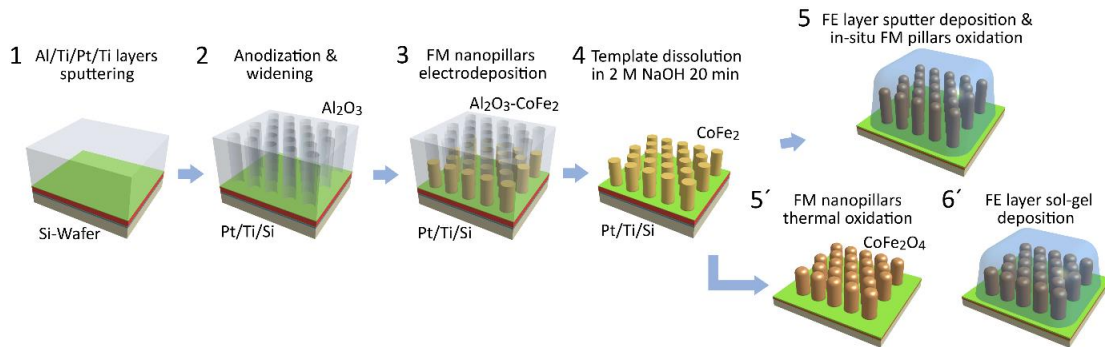 1 Al/Ti/Pt/Ti layers
sputtering
Si-Wafer
2 Anodization &
widening
Al₂O₃
Pt/Ti/Si
3 FM nanopillars
electrodeposition
Al₂O₃-CoFe₂
Pt/Ti/Si
4 Template dissolution
in 2 M NaOH 20 min
CoFe₂
Pt/Ti/Si
5 FE layer sputter deposition &
in-situ FM pillars oxidation
5´ FM nanopillars
thermal oxidation
CoFe₂O₄
6´ FE layer sol-gel
deposition